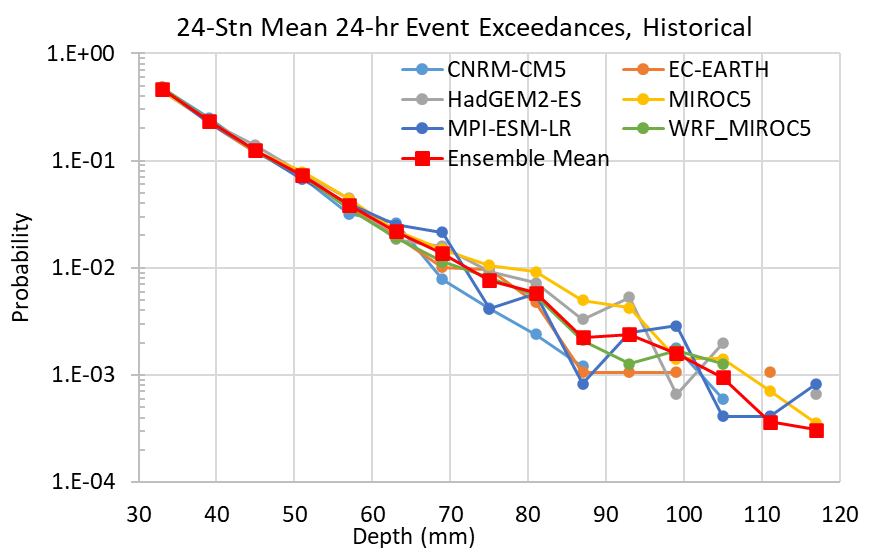 24-Stn Mean 24-hr Event Exceedances, Historical
1.E+00
CNRM-CM5 EC-EARTH
HadGEM2-ES MIROC5
MPI-ESM-LR WRF_MIROC5
Ensemble Mean
1.E-01
Probability
1.E-02
1.E-03
1.E-04
30 40 50 60 70 80 90 100 110 120
Depth (mm)